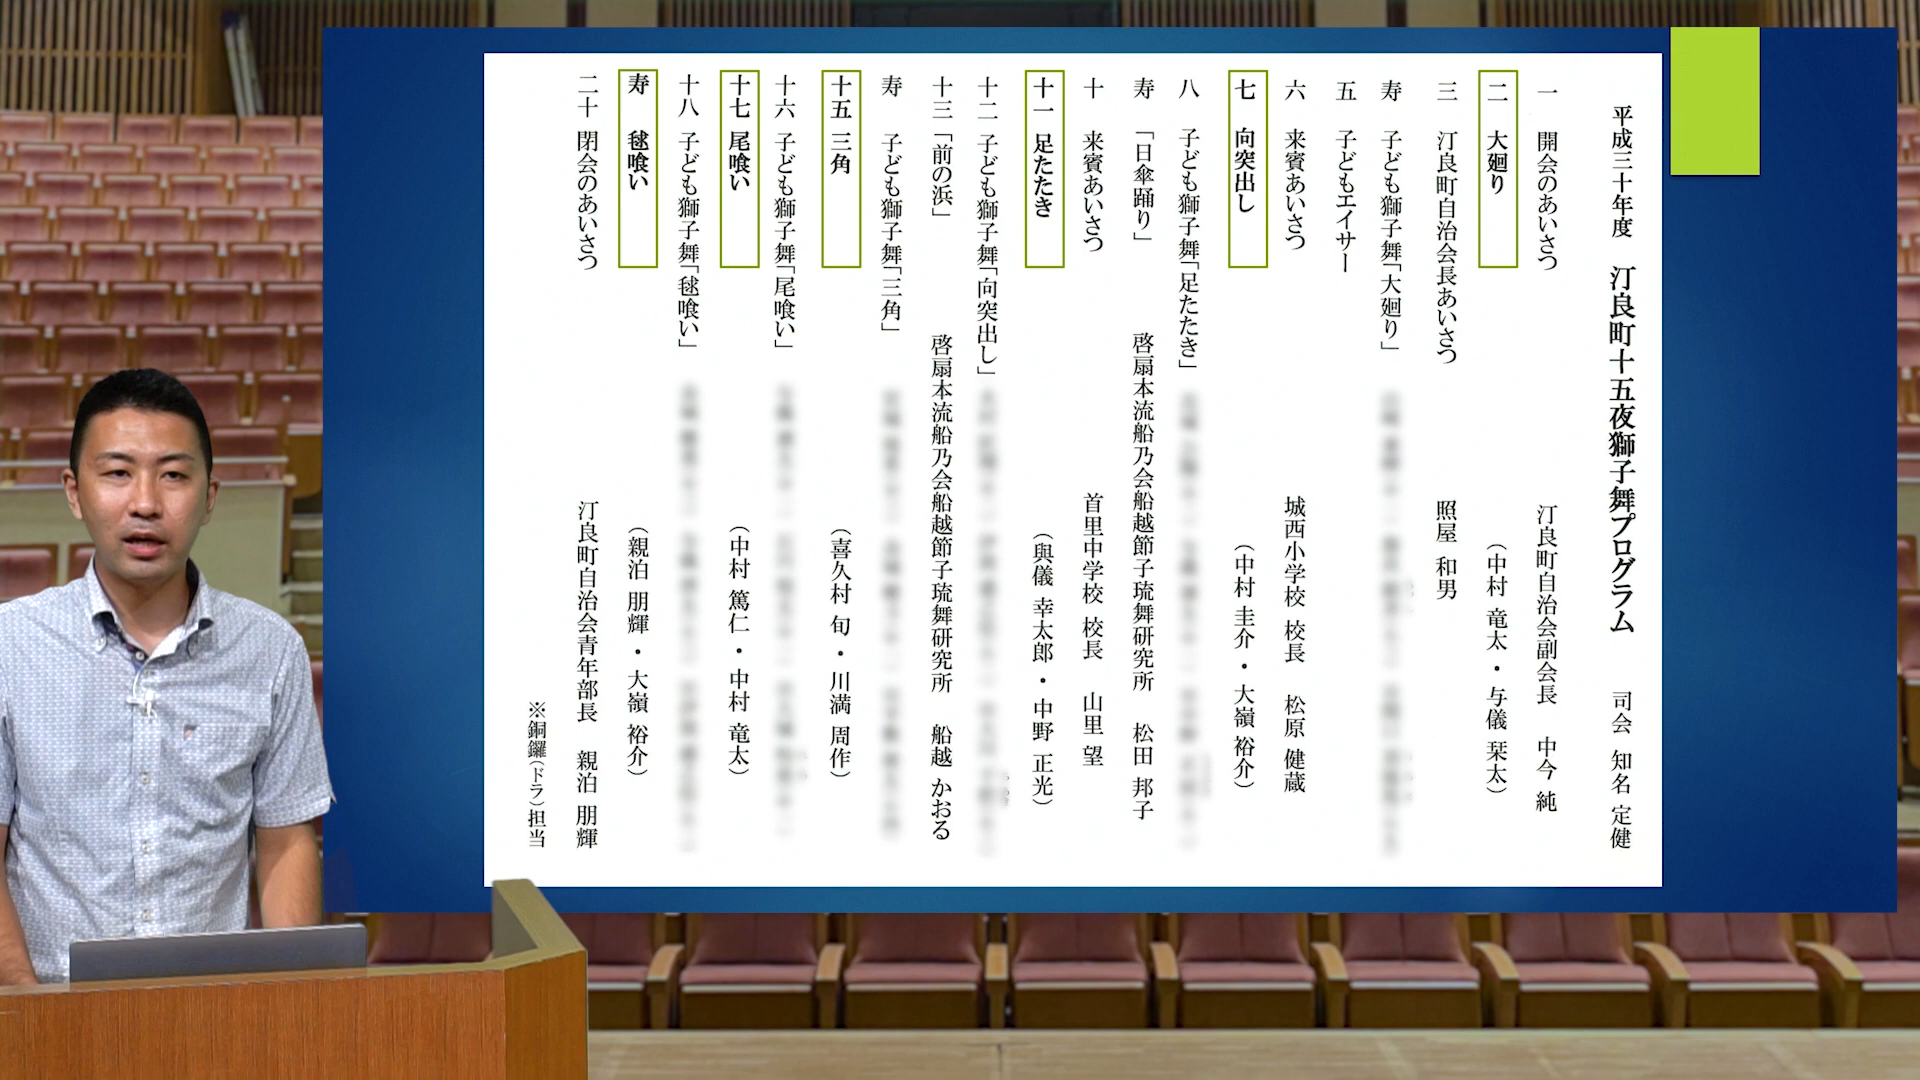 平成三十年度 汀良町十五夜獅子舞プログラム 司会 知名 定健
一 開会のあいさつ 汀良町自治会副会長 中今 純
二 大廻り (中村 竜太・与儀 栞太)
三 汀良町自治会長あいさつ 照屋 和男
寿 子ども獅子舞「大廻り」
五 子どもエイサー
六 来賓あいさつ 城西小学校 校長 松原 健蔵
七 向突出し (中村 圭介・大嶺 裕介)
八 子ども獅子舞「足たたき」
寿 「日傘踊り」 啓扇本流船乃会船越節子琉舞研究所 松田 邦子
十 来賓あいさつ 首里中学校 校長 山里 望
十一 足たたき (與儀 幸太郎・中野 正光)
十二 子ども獅子舞「向突出し」
十三 「前の浜」 啓扇本流船乃会船越節子琉舞研究所 船越 かおる
寿 子ども獅子舞「三角」
十五 三角 (喜久村 旬・川満 周作)
十六 子ども獅子舞「尾喰い」
十七 尾喰い (中村 篤仁・中村 竜太)
十八 子ども獅子舞「毬喰い」
寿 毬喰い (親泊 朋輝・大嶺 裕介)
二十 閉会のあいさつ 汀良町自治会青年部長 親泊 朋輝
※銅鑼(ドラ)担当